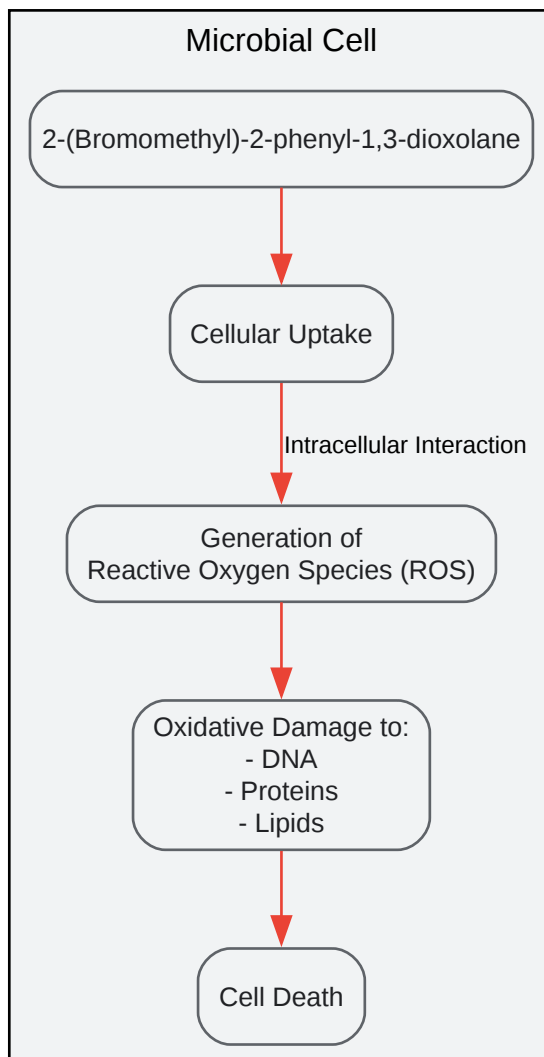 Microbial Cell
2-(Bromomethyl)-2-phenyl-1,3-dioxolane
Cellular Uptake
Intracellular Interaction
Generation of
Reactive Oxygen Species (ROS)
Oxidative Damage to:
- DNA
- Proteins
- Lipids
Cell Death